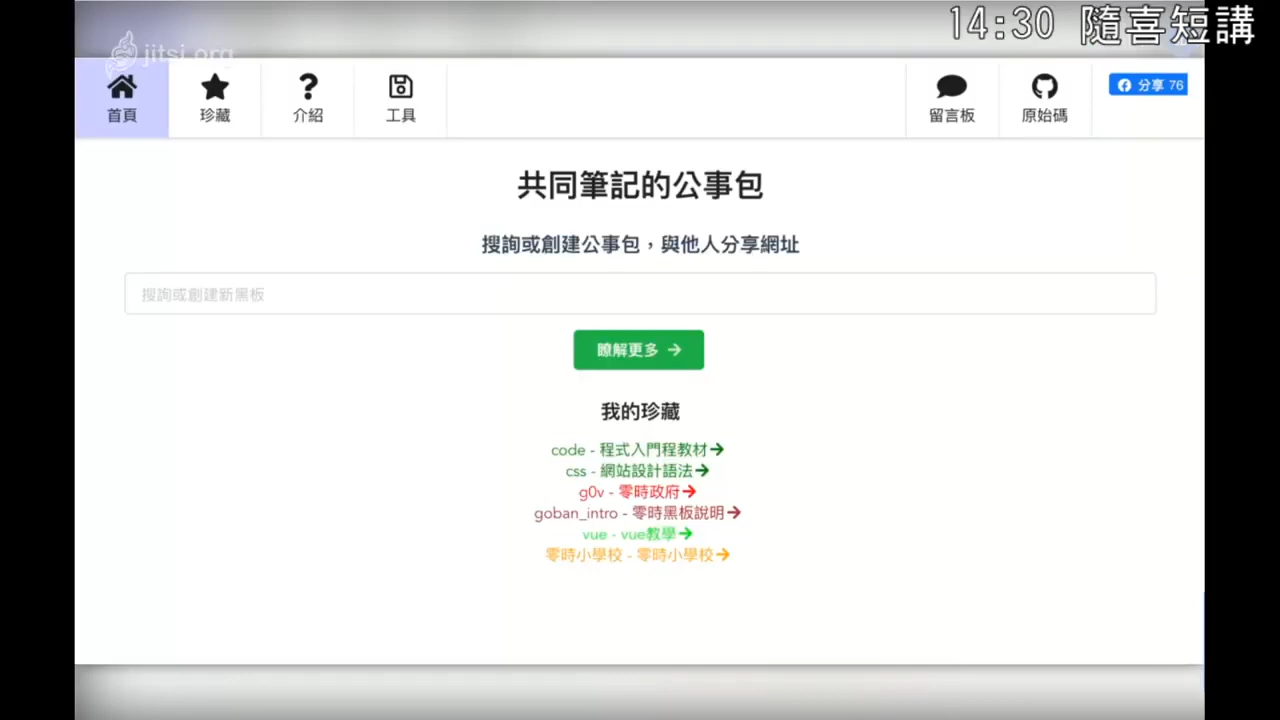 14:30 隨喜短講
jitsi.org
首頁
珍藏
介紹
工具
留言板
原始碼
分享 76
共同筆記的公事包
搜詢或創建公事包，與他人分享網址
搜詢或創建新黑板
瞭解更多
我的珍藏
code - 程式入門程教材
css - 網站設計語法
g0v - 零時政府
goban_intro - 零時黑板說明
vue - vue教學
零時小學校 - 零時小學校